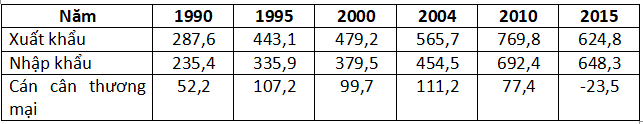 Năm 1990 1995 2000 2004 2010 2015
Xuất khẩu 287,6 443,1 479,2 565,7 769,8 624,8
Nhập khẩu 235,4 335,9 379,5 454,5 692,4 648,3
Cán cân thương 52,2 107,2 99,7 111,2 77,4 -23,5
mại